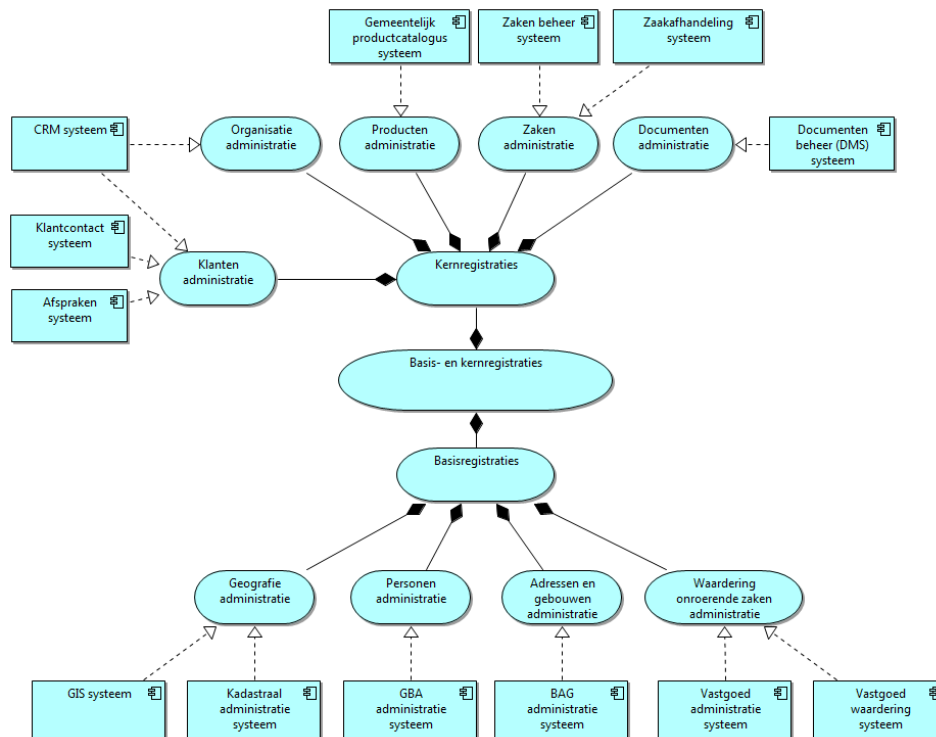 Gemeentelijk
productcatalogus
systeem
Zaken beheer
systeem
Zaakafhandeling
systeem
CRM systeem
Organisatie
administratie
Producten
administratie
Zaken
administratie
Documenten
administratie
Documenten
beheer (DMS)
systeem
Klantcontact
systeem
Klanten
administratie
Kernregistraties
Afspraken
systeem
Basis- en kernregistraties
Basisregistraties
Geografie
administratie
Personen
administratie
Adressen en
gebouwen
administratie
Waardering
onroerende zaken
administratie
GIS systeem
Kadastraal
administratie
systeem
GBA
administratie
systeem
BAG
administratie
systeem
Vastgoed
administratie
systeem
Vastgoed
waardering
systeem